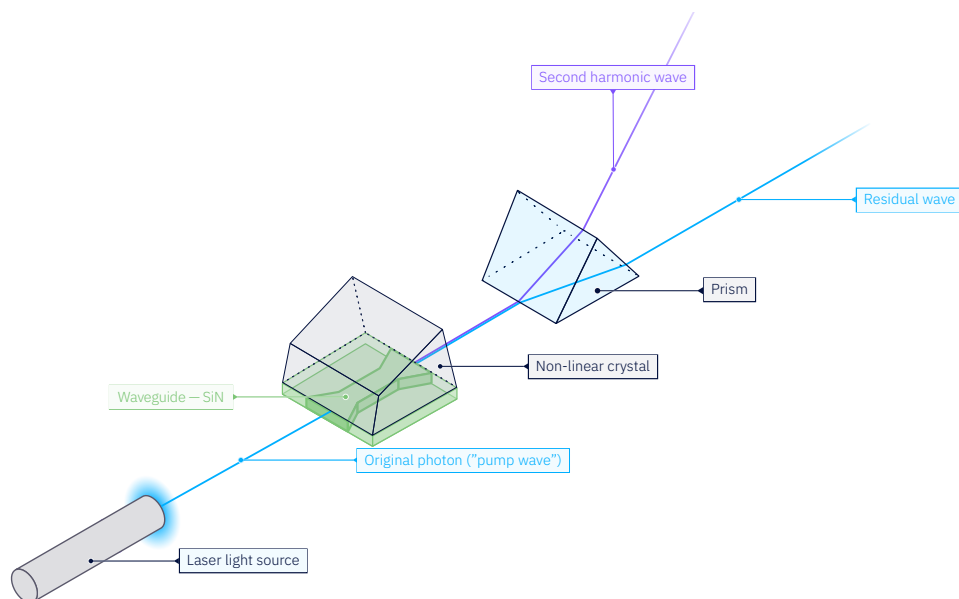 Second harmonic wave
Residual wave
Prism
Non-linear crystal
Waveguide — SiN
Original photon (”pump wave”)
Laser light source